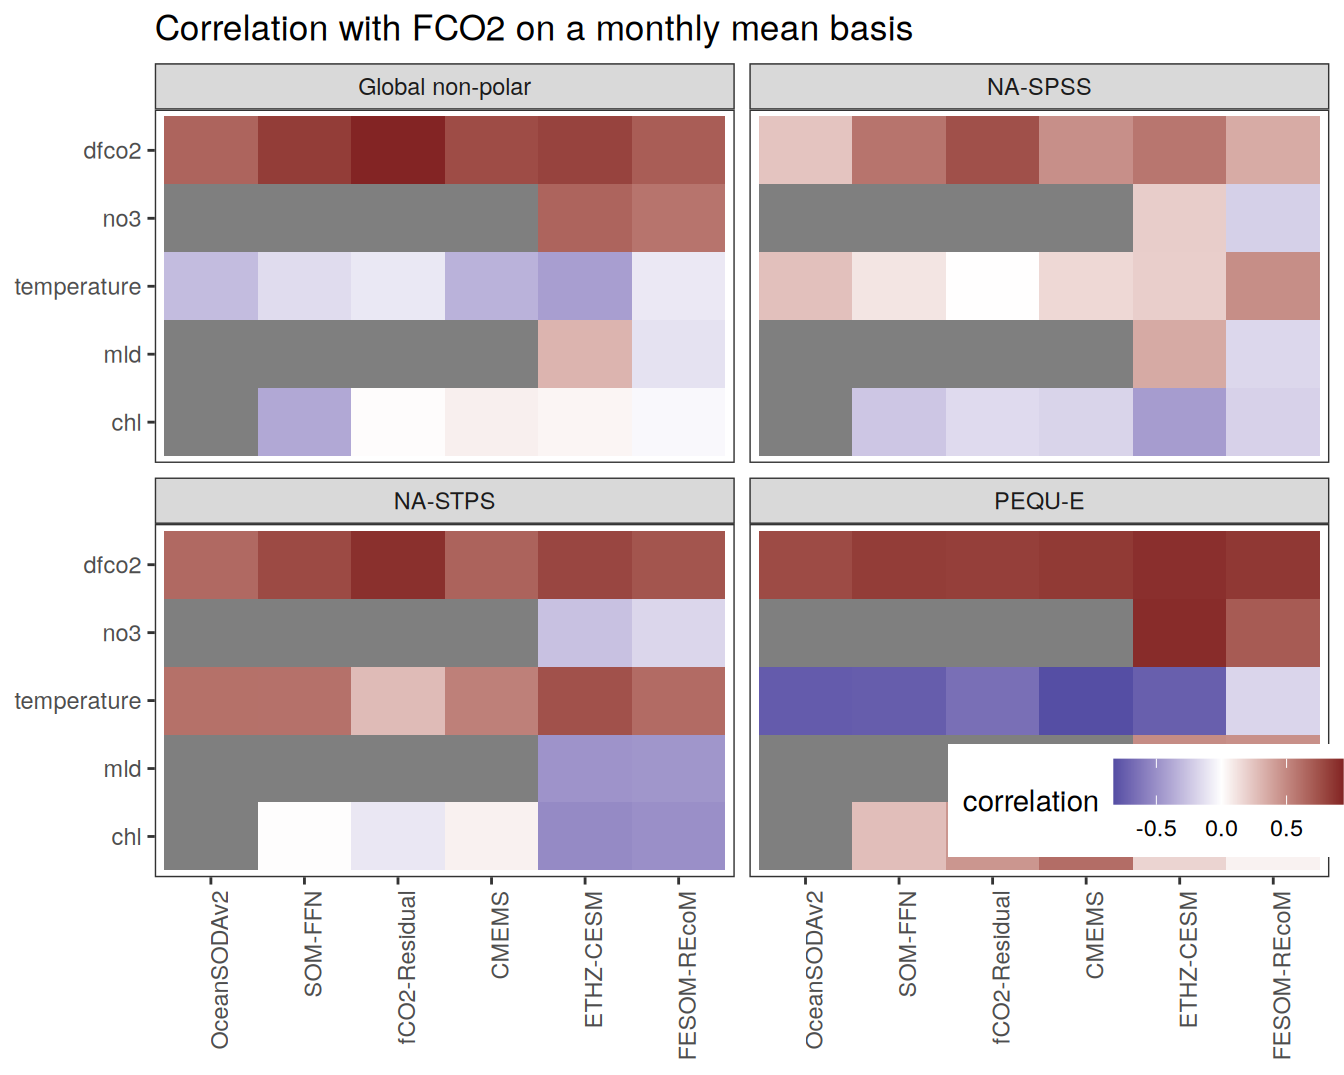 Correlation with FCO2 on a monthly mean basis
Global non-polar
NA-SPSS
dfco2
no3
temperature
mld
chl
NA-STPS
PEQU-E
dfco2
no3
temperature
mld
chl
correlation
-0.5
0.0
0.5
OceanSODAv2
SOM-FFN
fCO2-Residual
CMEMS
ETHZ-CESM
FESOM-REcoM
OceanSODAv2
SOM-FFN
fCO2-Residual
CMEMS
ETHZ-CESM
FESOM-REcoM